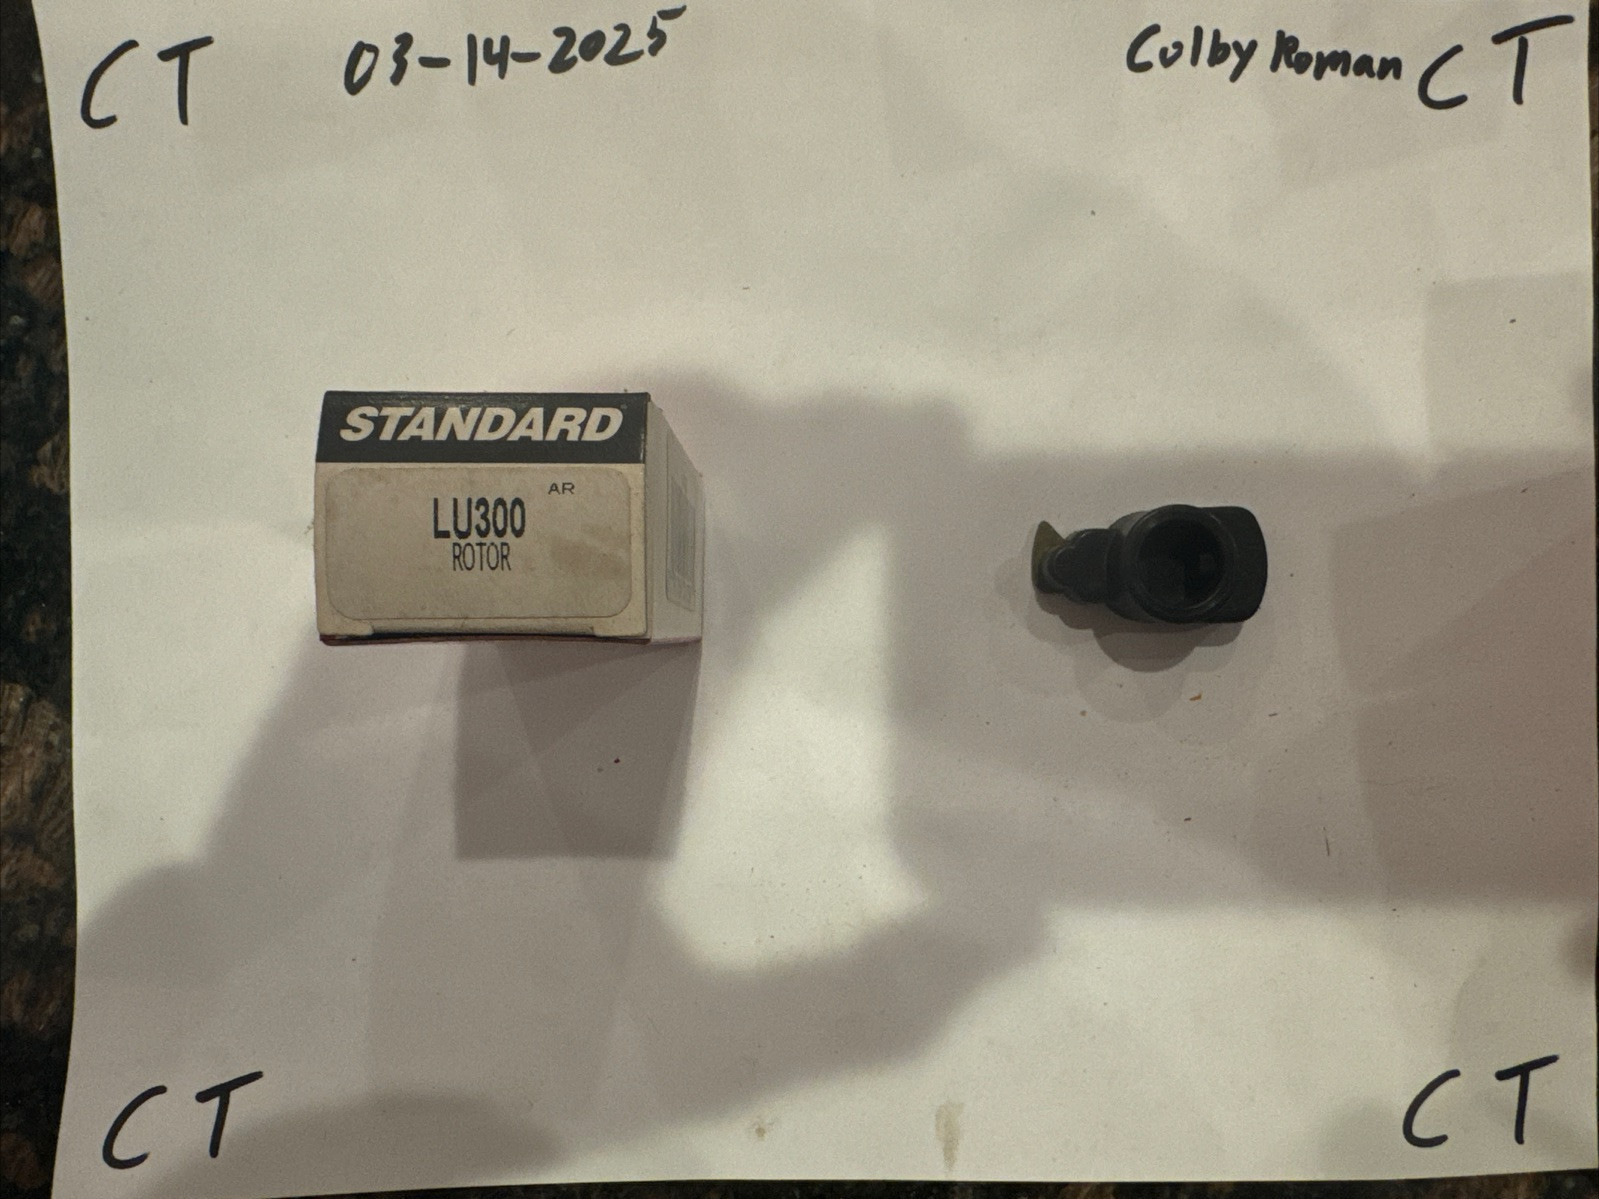 CT 03-14-2025 Colby Roman CT
STANDARD
AR
LU300
ROTOR
CT CT